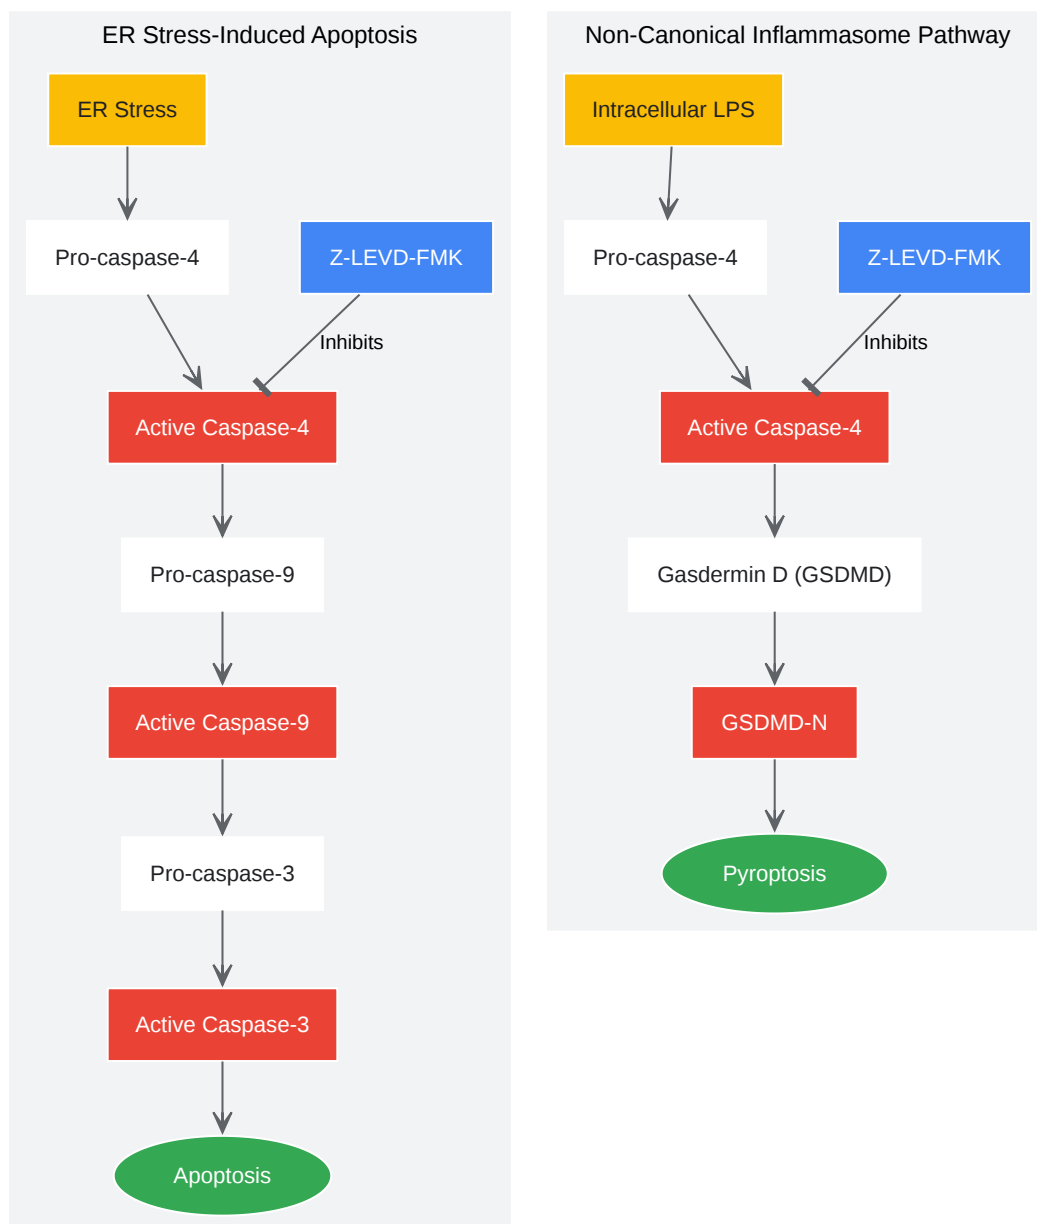 ER Stress-Induced Apoptosis
ER Stress
Pro-caspase-4
Z-LEVD-FMK
Inhibits
Active Caspase-4
Pro-caspase-9
Active Caspase-9
Pro-caspase-3
Active Caspase-3
Apoptosis
Non-Canonical Inflammasome Pathway
Intracellular LPS
Pro-caspase-4
Z-LEVD-FMK
Inhibits
Active Caspase-4
Gasdermin D (GSDMD)
GSDMD-N
Pyroptosis